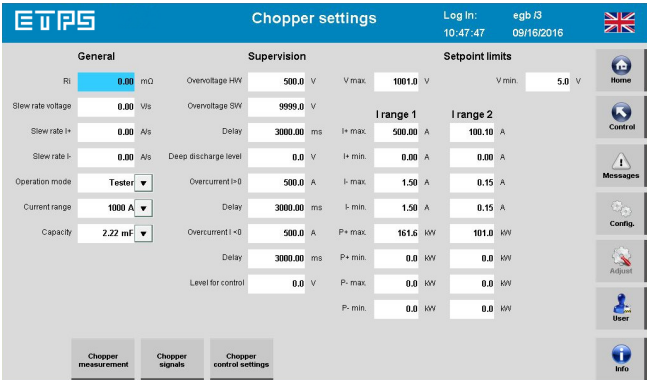 ETPS Chopper settings Log In: egb /3
10:47:47 09/16/2016
General Supervision Setpoint limits
Ri 0.00 mΩ Overvoltage HW 500.0 V V max. 1001.0 V V min. 5.0 V Home
Slew rate voltage 0.00 V/s Overvoltage SW 9999.0 V
I range 1 I range 2
Slew rate I+ 0.00 A/s Delay 3000.00 ms I+ max. 500.00 A 100.10 A Control
Slew rate I- 0.00 A/s Deep discharge level 0.0 V I+ min. 0.00 A 0.00 A
Operation mode Tester Overcurrent I>0 500.0 A I- max. 1.50 A 0.15 A Messages
Current range 1000 A Delay 3000.00 ms I- min. 1.50 A 0.15 A
Capacity 2.22 mF Overcurrent I <0 500.0 A P+ max. 161.6 kW 101.0 kW Config.
Delay 3000.00 ms P+ min. 0.0 kW 0.0 kW
Adjust
Level for control 0.0 V P- max. 0.0 kW 0.0 kW
P- min. 0.0 kW 0.0 kW
User
Chopper measurement Chopper signals Chopper control settings
Info